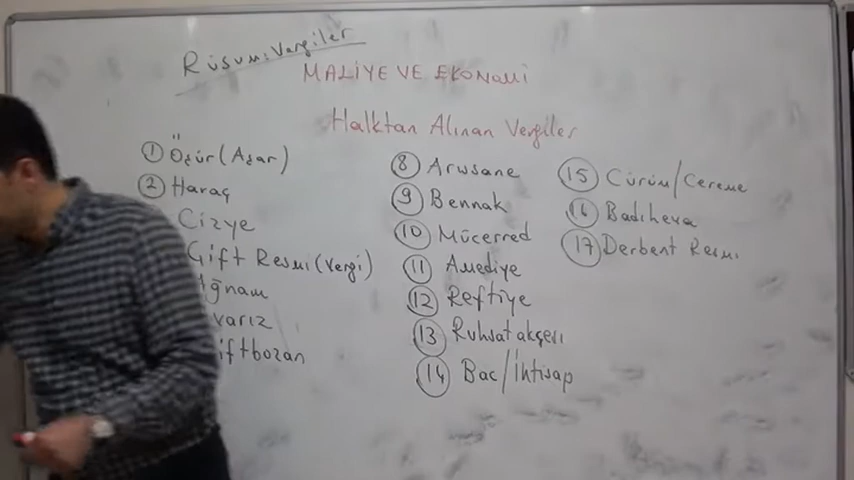 Rüsum: Vergiler
MALİYE VE EKONOMİ
Halktan Alınan Vergiler
1 Öşür (Aşar)
2 Haraç
Cizye
Çift Resmi (Vergi)
Ağnam
varız
iftbozan
8 Arusane
9 Bennak
10 Mücerred
11 Amediye
12 Reftiye
13 Ruhsat akçesi
14 Bac/İhtisap
15 Cürüm/Cereme
16 Badıheva
17 Derbent Resmi